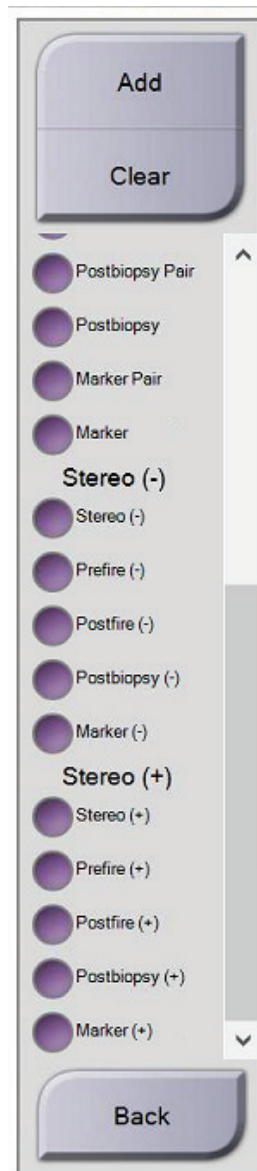 Add
Clear
Postbiopsy Pair
Postbiopsy
Marker Pair
Marker
Stereo (-)
Stereo (-)
Prefire (-)
Postfire (-)
Postbiopsy (-)
Marker (-)
Stereo (+)
Stereo (+)
Prefire (+)
Postfire (+)
Postbiopsy (+)
Marker (+)
Back